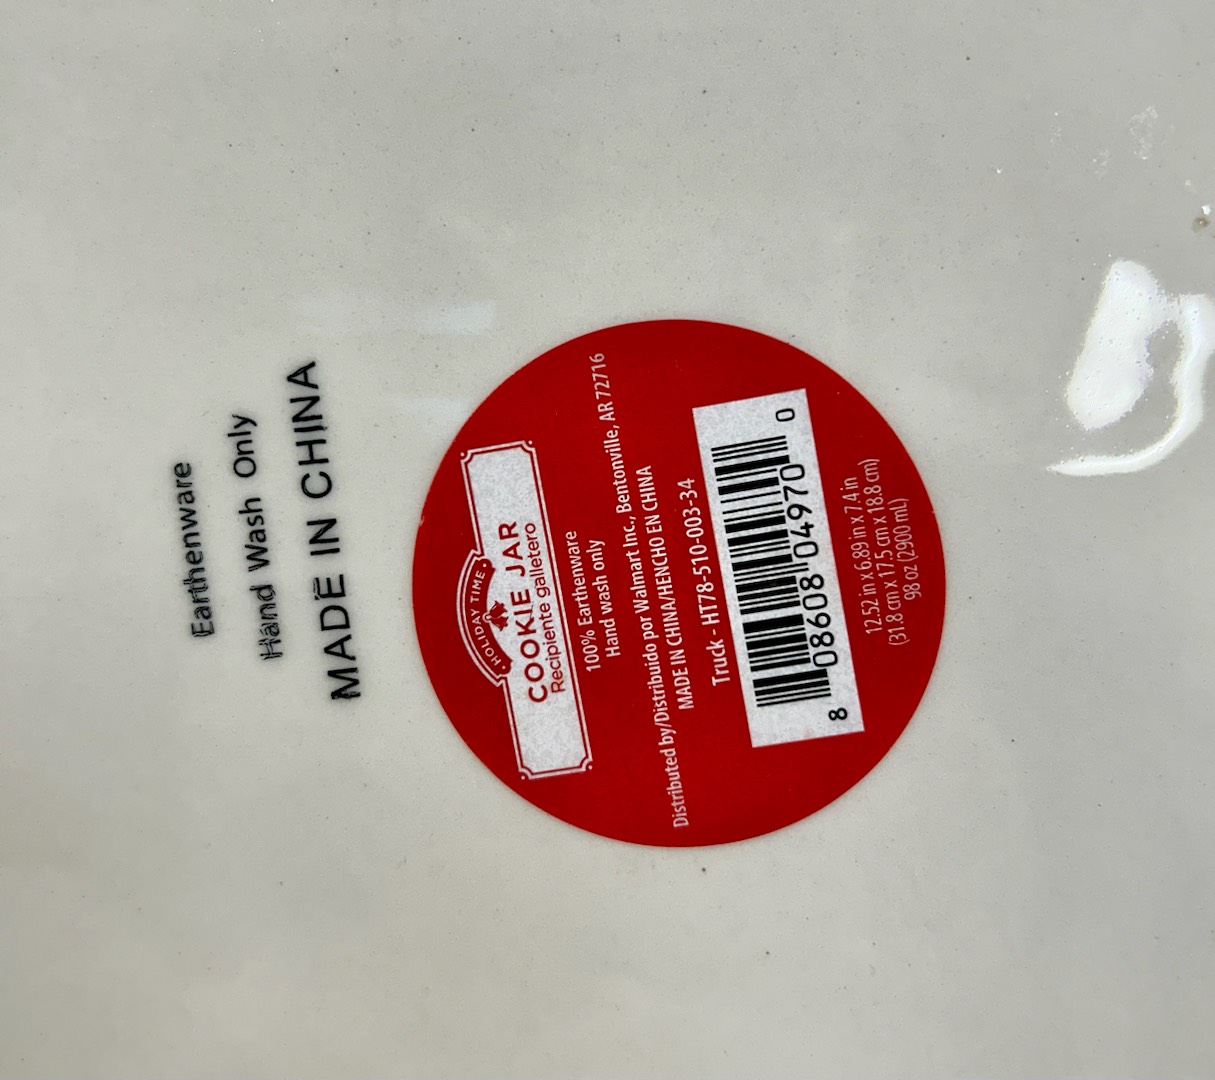 Earthenware
Hand Wash Only
MADE IN CHINA
HOLIDAY TIME
COOKIE JAR
Recipiente galletero
100% Earthenware
Hand wash only
Distributed by/Distribuido por Walmart Inc., Bentonville, AR 72716
MADE IN CHINA/HENCHO EN CHINA
Truck - HT78-510-003-34
8 08608 04970 0
12.52 in x 6.89 in x 7.4 in
(31.8 cm x 17.5 cm x 18.8 cm)
98 oz (2900 mL)